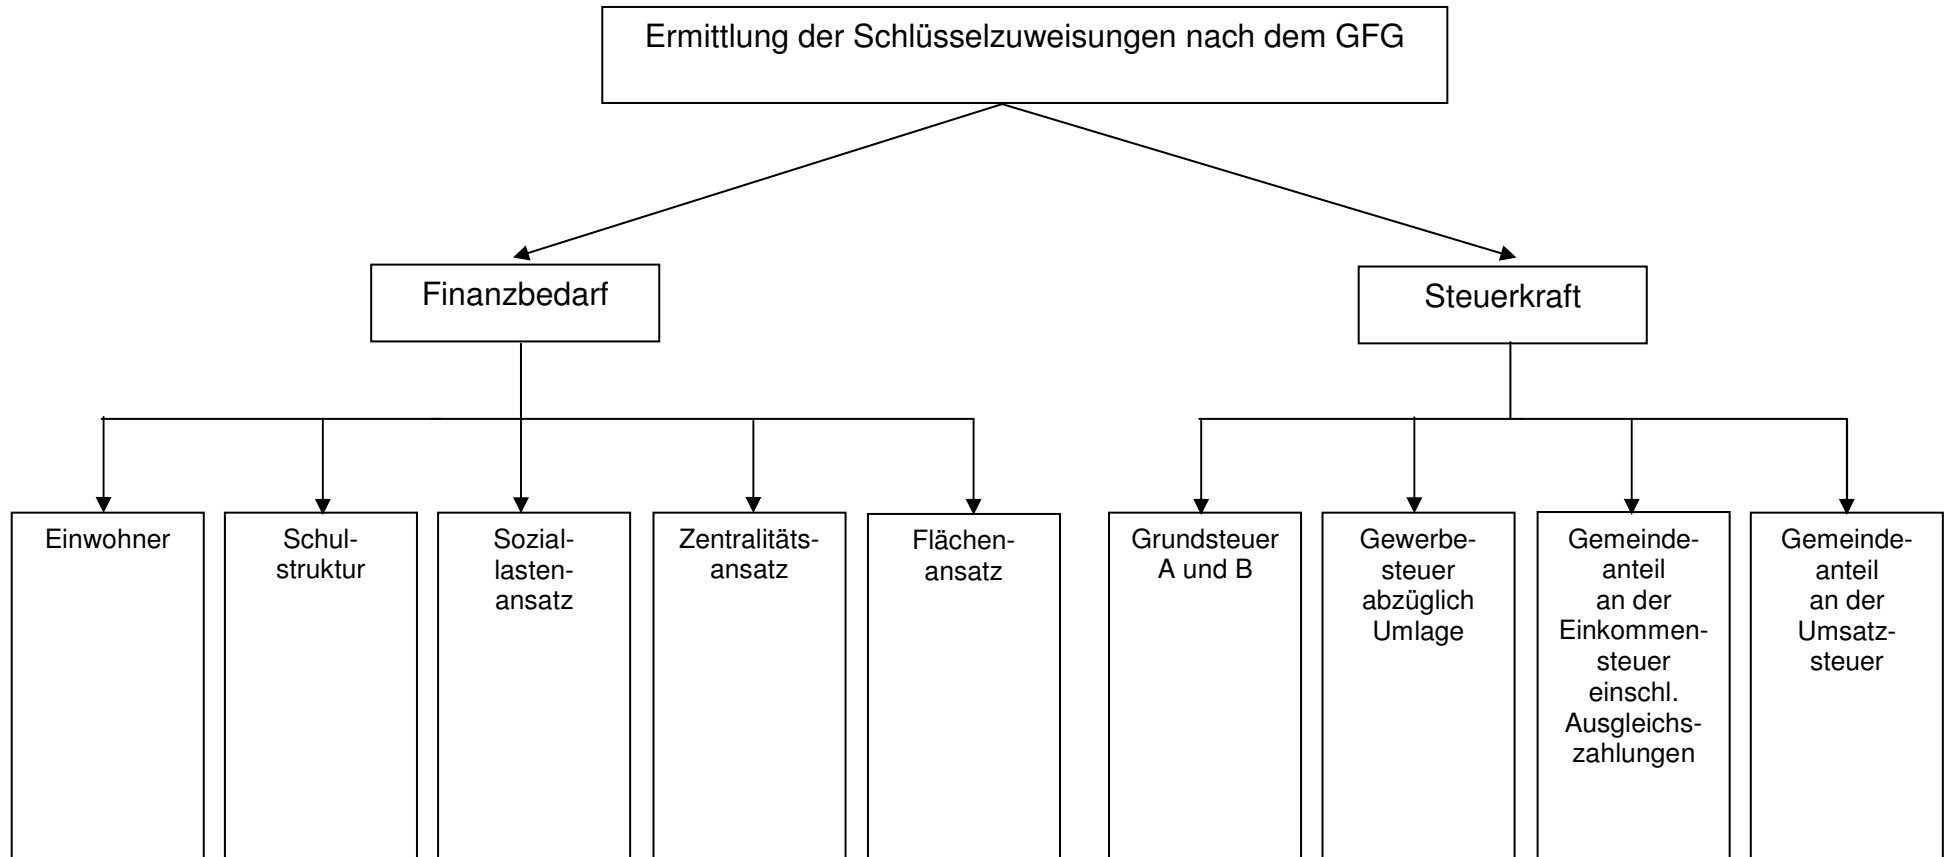 Ermittlung der Schlüsselzuweisungen nach dem GFG
Finanzbedarf
Steuerkraft
Einwohner
Schul-
struktur
Sozial-
lasten-
ansatz
Zentralitäts-
ansatz
Flächen-
ansatz
Grundsteuer
A und B
Gewerbe-
steuer
abzüglich
Umlage
Gemeinde-
anteil
an der
Einkommen-
steuer
einschl.
Ausgleichs-
zahlungen
Gemeinde-
anteil
an der
Umsatz-
steuer